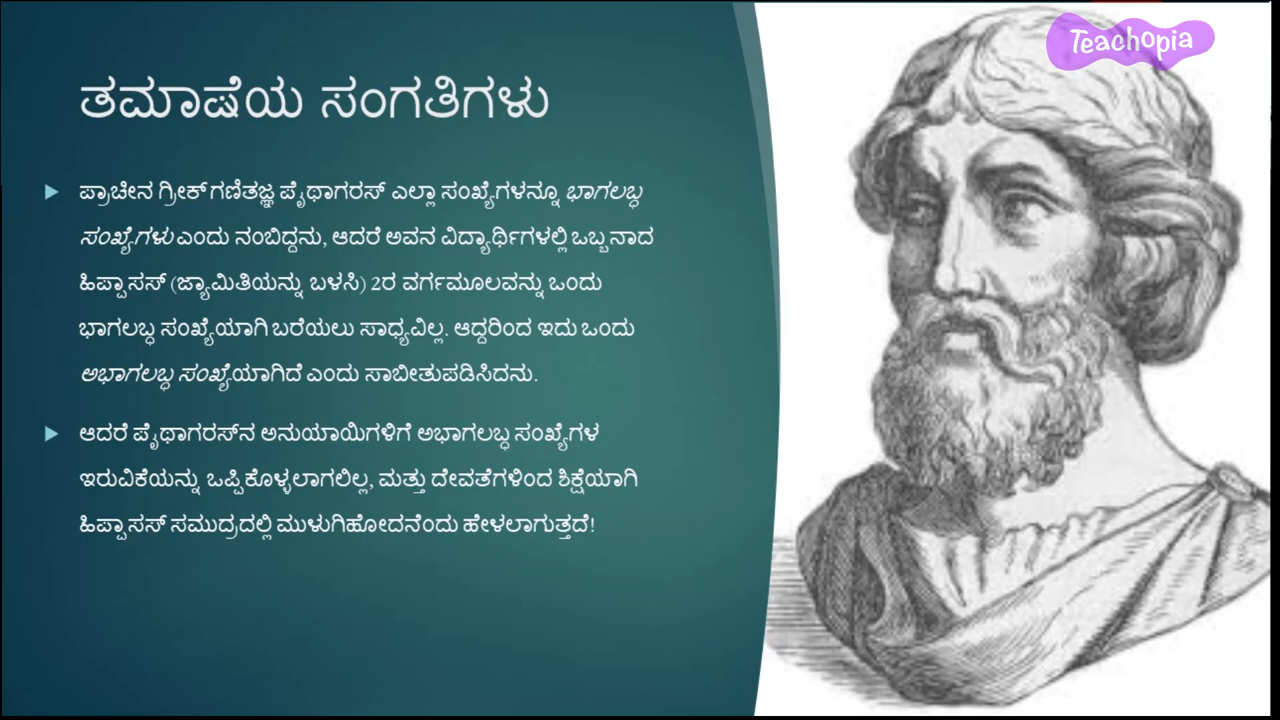 Teachopia
ತಮಾಷೆಯ ಸಂಗತಿಗಳು
ಪ್ರಾಚೀನ ಗ್ರೀಕ್ ಗಣಿತಜ್ಞ ಪೈಥಾಗರಸ್ ಎಲ್ಲಾ ಸಂಖ್ಯೆಗಳನ್ನೂ ಭಾಗಲಬ್ಧ
ಸಂಖ್ಯೆಗಳು ಎಂದು ನಂಬಿದ್ದನು, ಆದರೆ ಅವನ ವಿದ್ಯಾರ್ಥಿಗಳಲ್ಲಿ ಒಬ್ಬನಾದ
ಹಿಪ್ಪಾಸಸ್ (ಜ್ಯಾಮಿತಿಯನ್ನು ಬಳಸಿ) 2ರ ವರ್ಗಮೂಲವನ್ನು ಒಂದು
ಭಾಗಲಬ್ಧ ಸಂಖ್ಯೆಯಾಗಿ ಬರೆಯಲು ಸಾಧ್ಯವಿಲ್ಲ. ಆದ್ದರಿಂದ ಇದು ಒಂದು
ಅಭಾಗಲಬ್ಧ ಸಂಖ್ಯೆಯಾಗಿದೆ ಎಂದು ಸಾಬೀತುಪಡಿಸಿದನು.
ಆದರೆ ಪೈಥಾಗರಸ್‌ನ ಅನುಯಾಯಿಗಳಿಗೆ ಅಭಾಗಲಬ್ಧ ಸಂಖ್ಯೆಗಳ
ಇರುವಿಕೆಯನ್ನು ಒಪ್ಪಿಕೊಳ್ಳಲಾಗಲಿಲ್ಲ, ಮತ್ತು ದೇವತೆಗಳಿಂದ ಶಿಕ್ಷೆಯಾಗಿ
ಹಿಪ್ಪಾಸಸ್ ಸಮುದ್ರದಲ್ಲಿ ಮುಳುಗಿಹೋದನೆಂದು ಹೇಳಲಾಗುತ್ತದೆ!